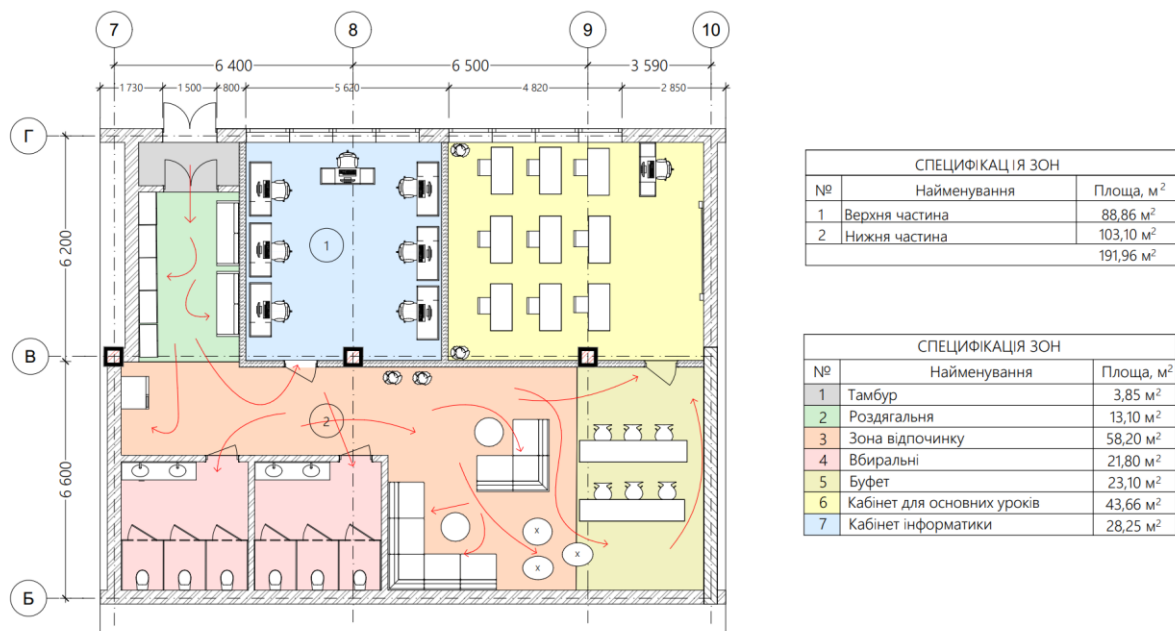 7 8 9 10
6 400 6 500 3 590
1 730 1 500 800 5 620 4 820 2 850
Г
6 200
1
В
2
6 600
x
x x
Б
СПЕЦИФІКАЦІЯ ЗОН
№ Найменування Площа, м²
1 Верхня частина 88,86 м²
2 Нижня частина 103,10 м²
191,96 м²
СПЕЦИФІКАЦІЯ ЗОН
№ Найменування Площа, м²
1 Тамбур 3,85 м²
2 Роздягальня 13,10 м²
3 Зона відпочинку 58,20 м²
4 Вбиральні 21,80 м²
5 Буфет 23,10 м²
6 Кабінет для основних уроків 43,66 м²
7 Кабінет інформатики 28,25 м²